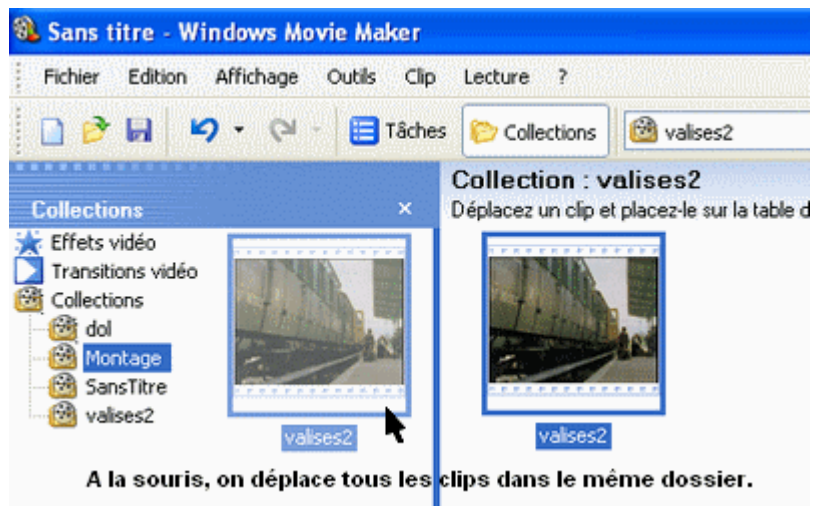 Sans titre - Windows Movie Maker
Fichier Edition Affichage Outils Clip Lecture ?
Tâches Collections valises2
Collections ×
Effets vidéo
Transitions vidéo
Collections
dol
Montage
SansTitre
valises2
valises2
Collection : valises2
Déplacez un clip et placez-le sur la table d
valises2
A la souris, on déplace tous les clips dans le même dossier.